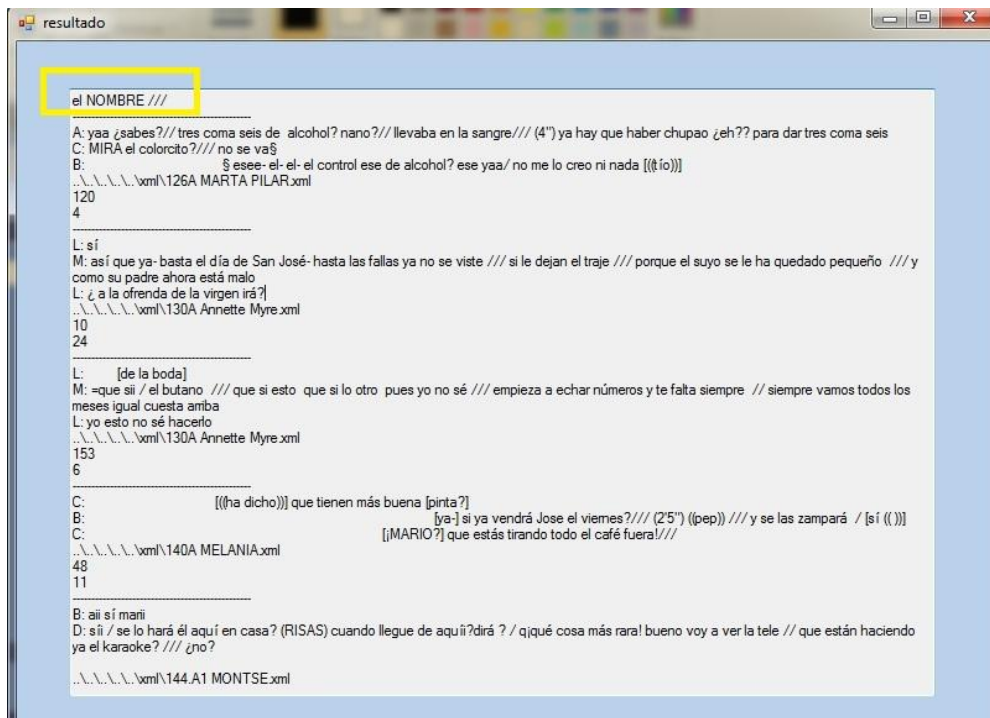 resultado
el NOMBRE ///
A: yaa ¿sabes?// tres coma seis de alcohol? nano?// llevaba en la sangre/// (4") ya hay que haber chupao ¿eh?? para dar tres coma seis
C: MIRA el colorcito?/// no se va§
B: § esee- el- el- el control ese de alcohol? ese yaa/ no me lo creo ni nada [((tío))]
..\..\..\..\..\xml\126A MARTA PILAR.xml
120
4
L: sí
M: así que ya- basta el día de San José- hasta las fallas ya no se viste /// si le dejan el traje /// porque el suyo se le ha quedado pequeño /// y
como su padre ahora está malo
L: ¿ a la ofrenda de la virgen irá?
..\..\..\..\..\xml\130A Annette Myre.xml
10
24
L: [de la boda]
M: =que sii / el butano /// que si esto que si lo otro pues yo no sé /// empieza a echar números y te falta siempre // siempre vamos todos los
meses igual cuesta arriba
L: yo esto no sé hacerlo
..\..\..\..\..\xml\130A Annette Myre.xml
153
6
C: [((ha dicho))] que tienen más buena [pinta?]
B: [ya-] si ya vendrá Jose el viernes?/// (2'5") ((pep)) /// y se las zampará / [sí (( ))]
C: [¡MARIO?] que estás tirando todo el café fuera!///
..\..\..\..\..\xml\140A MELANIA.xml
48
11
B: aii sí marii
D: síi / se lo hará él aquí en casa? (RISAS) cuando llegue de aquíi?dirá ? / q¡qué cosa más rara! bueno voy a ver la tele // que están haciendo
ya el karaoke? /// ¿no?
..\..\..\..\..\xml\144.A1 MONTSE.xml